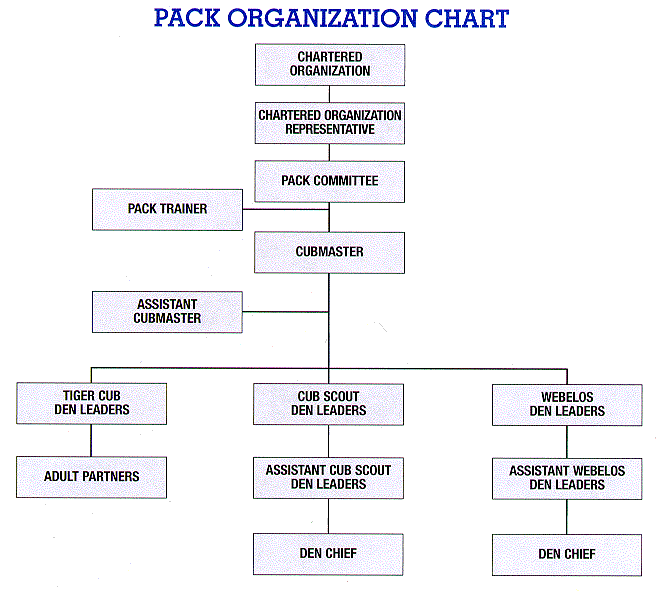 PACK ORGANIZATION CHART
CHARTERED
ORGANIZATION
CHARTERED ORGANIZATION
REPRESENTATIVE
PACK COMMITTEE
PACK TRAINER
CUBMASTER
ASSISTANT
CUBMASTER
TIGER CUB
DEN LEADERS
CUB SCOUT
DEN LEADERS
WEBELOS
DEN LEADERS
ADULT PARTNERS
ASSISTANT CUB SCOUT
DEN LEADERS
ASSISTANT WEBELOS
DEN LEADERS
DEN CHIEF
DEN CHIEF